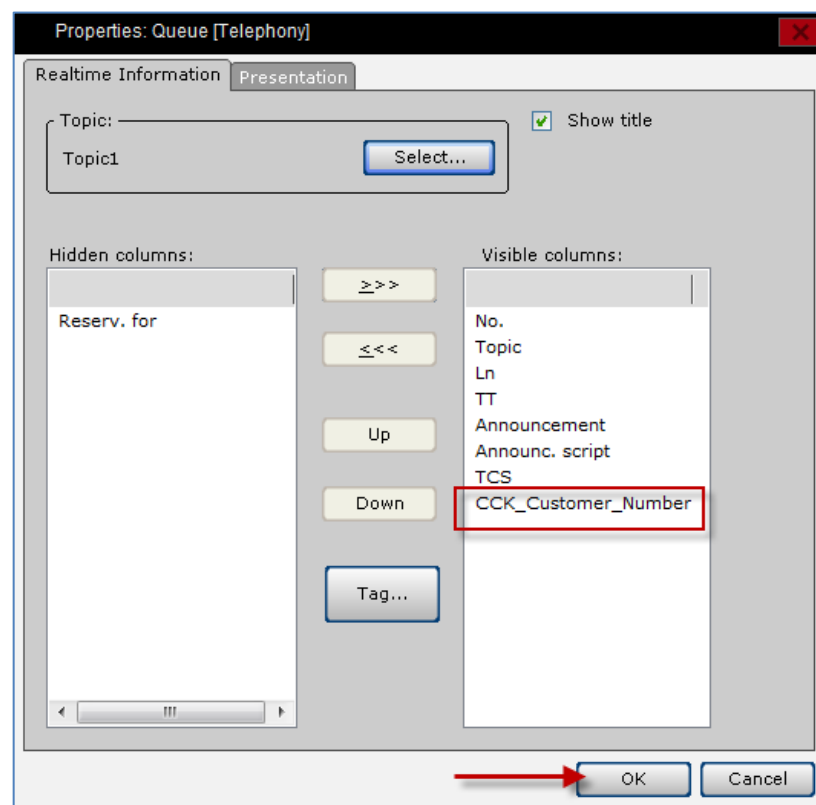 Properties: Queue [Telephony]
Realtime Information
Presentation
Topic:
Show title
Topic1
Select...
Hidden columns:
Visible columns:
>>>
Reserv. for
No.
<<<
Topic
Ln
TT
Up
Announcement
Announc. script
TCS
Down
CCK_Customer_Number
Tag...
OK
Cancel